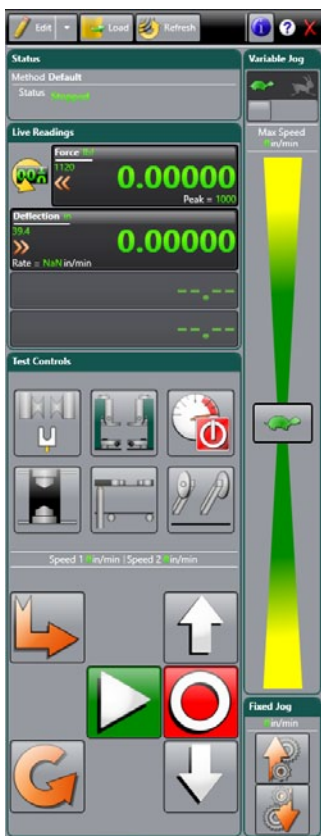 Edit
Load
Refresh
Status
Method Default
Status Stopped
Live Readings
Force lbf
1120
0.00000
Peak = 1000
Deflection in
39.4
0.00000
Rate = NaN in/min
--.--
--.--
Test Controls
Speed 1 in/min | Speed 2 in/min
Variable Jog
Max Speed
in/min
Fixed Jog
in/min